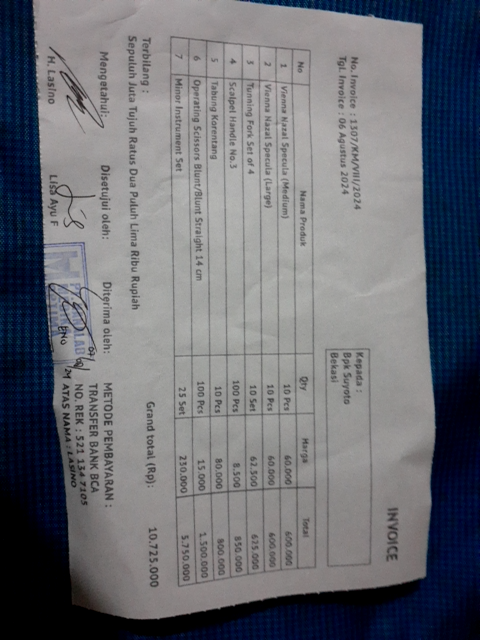 INVOICE
No. Invoice : 1307/KM/VIII/2024
Tgl. Invoice : 06 Agustus 2024
Kepada :
Bpk Suyoto
Bekasi
No Nama Produk Qty Harga Total
1 Vienna Nazal Specula (Medium) 10 Pcs 60.000 600.000
2 Vienna Nazal Specula (Large) 10 Pcs 60.000 600.000
3 Tunning Fork Set of 4 10 Set 62.500 625.000
4 Scalpel Handle No.3 100 Pcs 8.500 850.000
5 Tabung Korentang 10 Pcs 80.000 800.000
6 Operating Scissors Blunt/Blunt Straight 14 cm 100 Pcs 15.000 1.500.000
7 Minor Instrument Set 25 Set 230.000 5.750.000
Grand total (Rp): 10.725.000
Terbilang :
Sepuluh Juta Tujuh Ratus Dua Puluh Lima Ribu Rupiah
Mengetahui: Disetujui oleh: Diterima oleh: METODE PEMBAYARAN :
TRANSFER BANK BCA
NO. REK : 521 134 7105
ATAS NAMA : LASINO
M. Lasino Liss Ayu F ENO